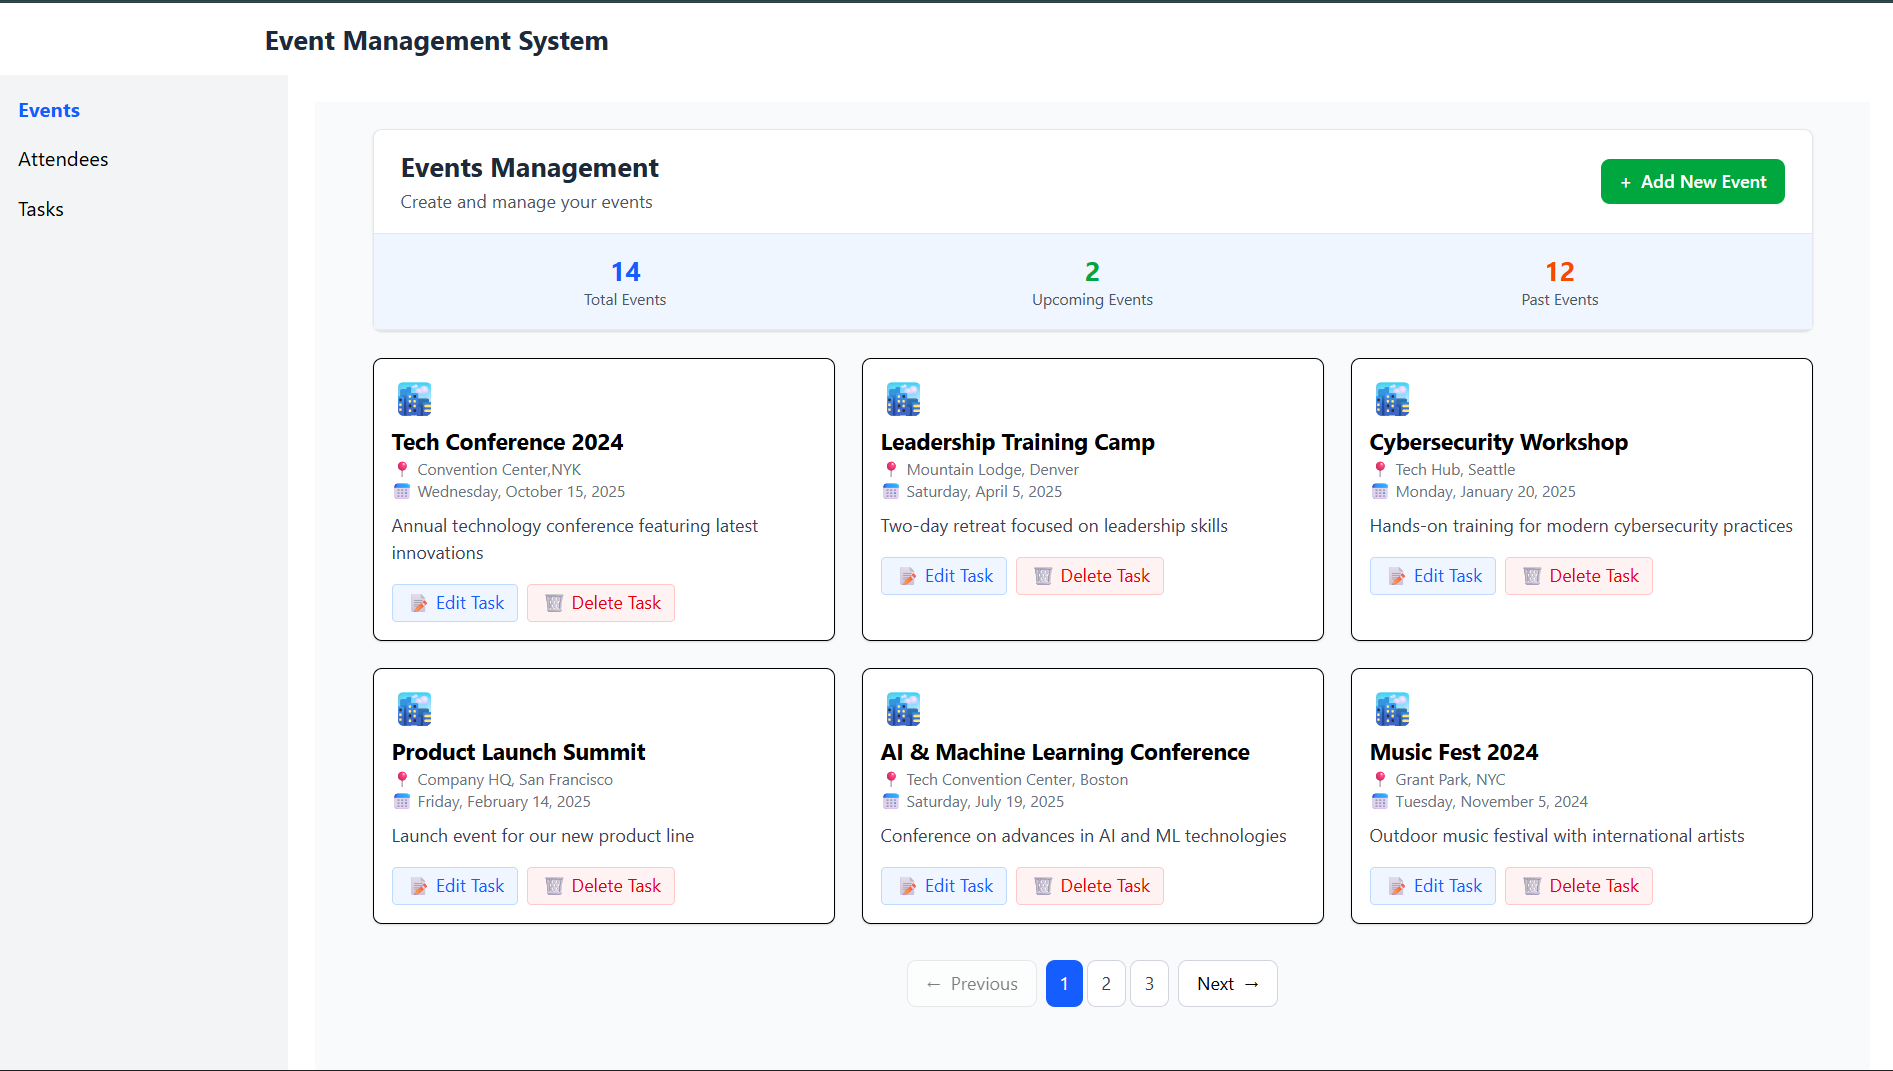 Event Management System
Events
Attendees
Tasks
Events Management
Create and manage your events
+ Add New Event
14
Total Events
2
Upcoming Events
12
Past Events
Tech Conference 2024
Convention Center,NYK
Wednesday, October 15, 2025
Annual technology conference featuring latest
innovations
Edit Task
Delete Task
Leadership Training Camp
Mountain Lodge, Denver
Saturday, April 5, 2025
Two-day retreat focused on leadership skills
Edit Task
Delete Task
Cybersecurity Workshop
Tech Hub, Seattle
Monday, January 20, 2025
Hands-on training for modern cybersecurity practices
Edit Task
Delete Task
Product Launch Summit
Company HQ, San Francisco
Friday, February 14, 2025
Launch event for our new product line
Edit Task
Delete Task
AI & Machine Learning Conference
Tech Convention Center, Boston
Saturday, July 19, 2025
Conference on advances in AI and ML technologies
Edit Task
Delete Task
Music Fest 2024
Grant Park, NYC
Tuesday, November 5, 2024
Outdoor music festival with international artists
Edit Task
Delete Task
← Previous
1
2
3
Next →